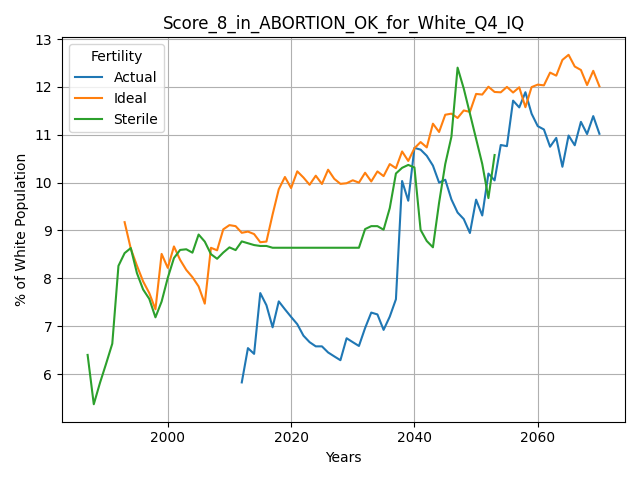 Score_8_in_ABORTION_OK_for_White_Q4_IQ
13
12
11
10
9
8
7
6
% of White Population
Fertility
Actual
Ideal
Sterile
2000
2020
2040
2060
Years